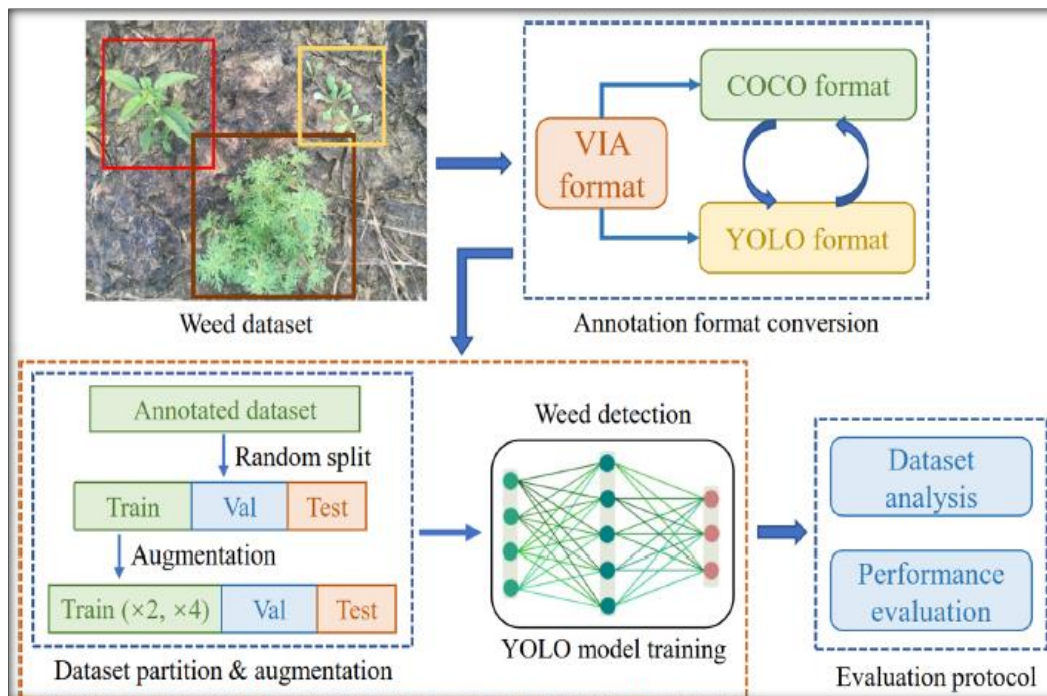 COCO format
VIA
format
YOLO format
Weed dataset
Annotation format conversion
Annotated dataset
Random split
Train
Val
Test
Augmentation
Train (×2, ×4)
Val
Test
Dataset partition & augmentation
Weed detection
YOLO model training
Dataset
analysis
Performance
evaluation
Evaluation protocol